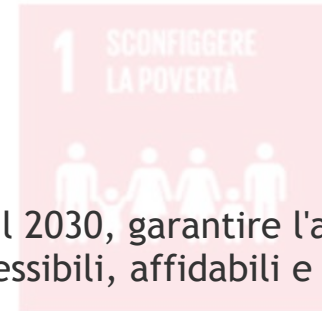 1 SCONFIGGERE
LA POVERTÀ
l 2030, garantire l'a
essibili, affidabili e